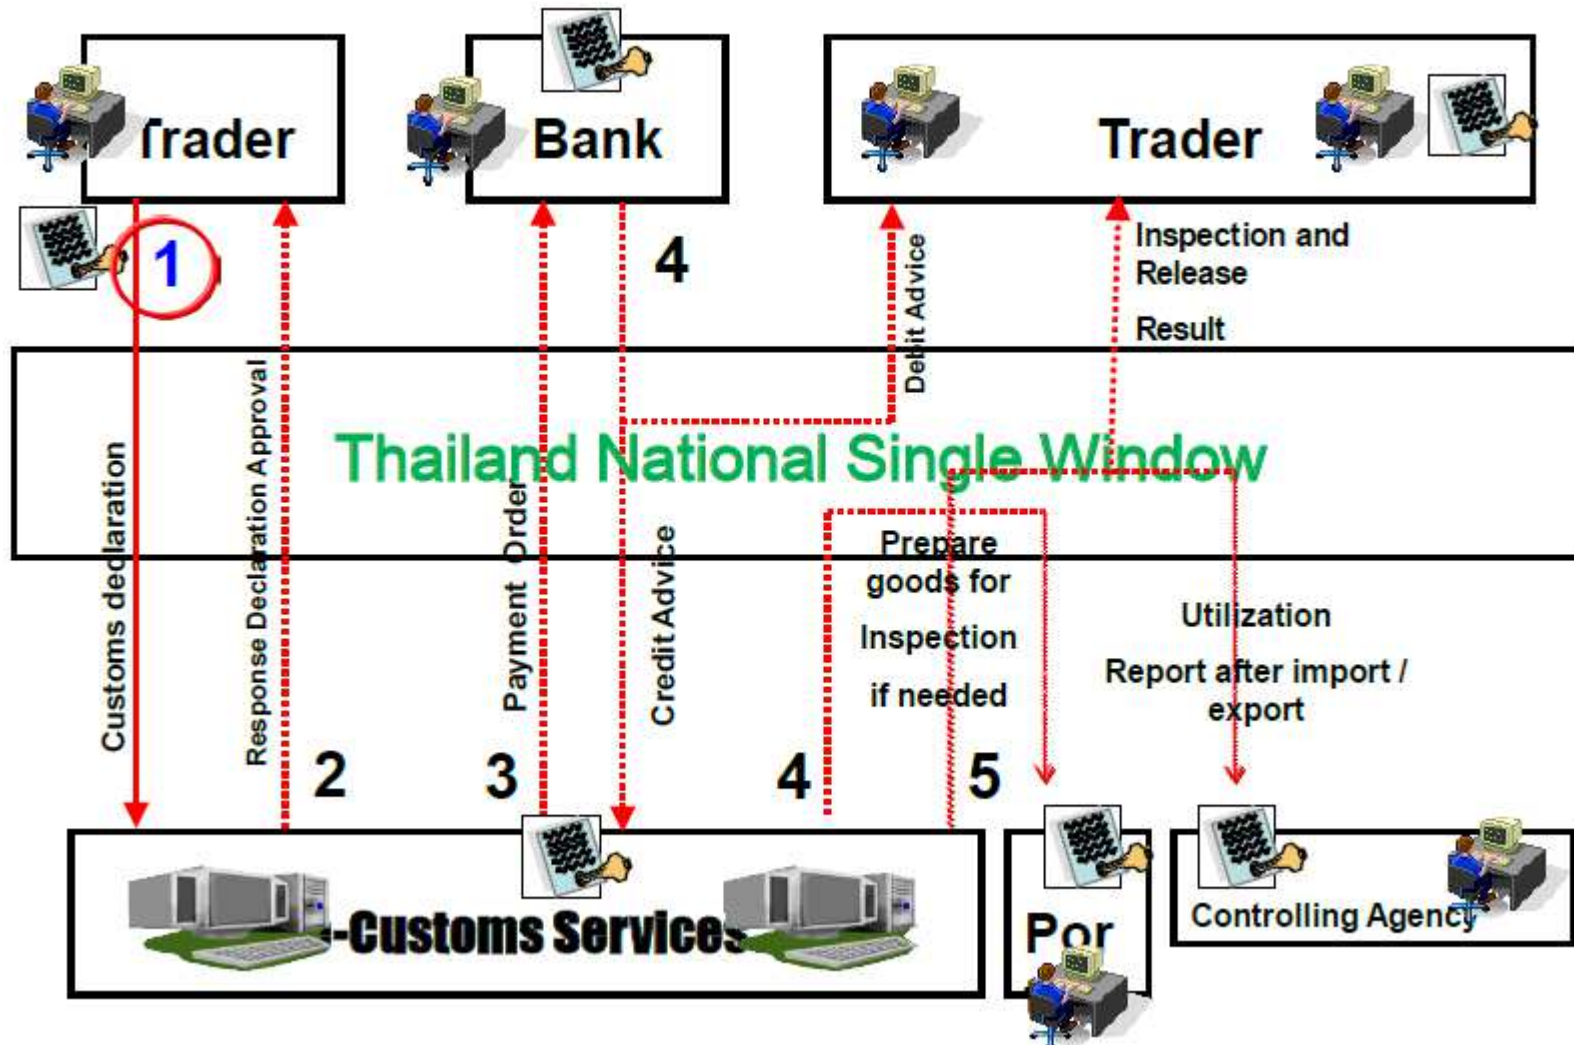 Trader
Bank
Trader
1
4
Inspection and
Release
Result
Debit Advice
Thailand National Single Window
Customs declaration
Response Declaration Approval
Payment Order
Credit Advice
Prepare
goods for
Inspection
if needed
Utilization
Report after import /
export
2
3
4
5
-Customs Services
Por
Controlling Agency